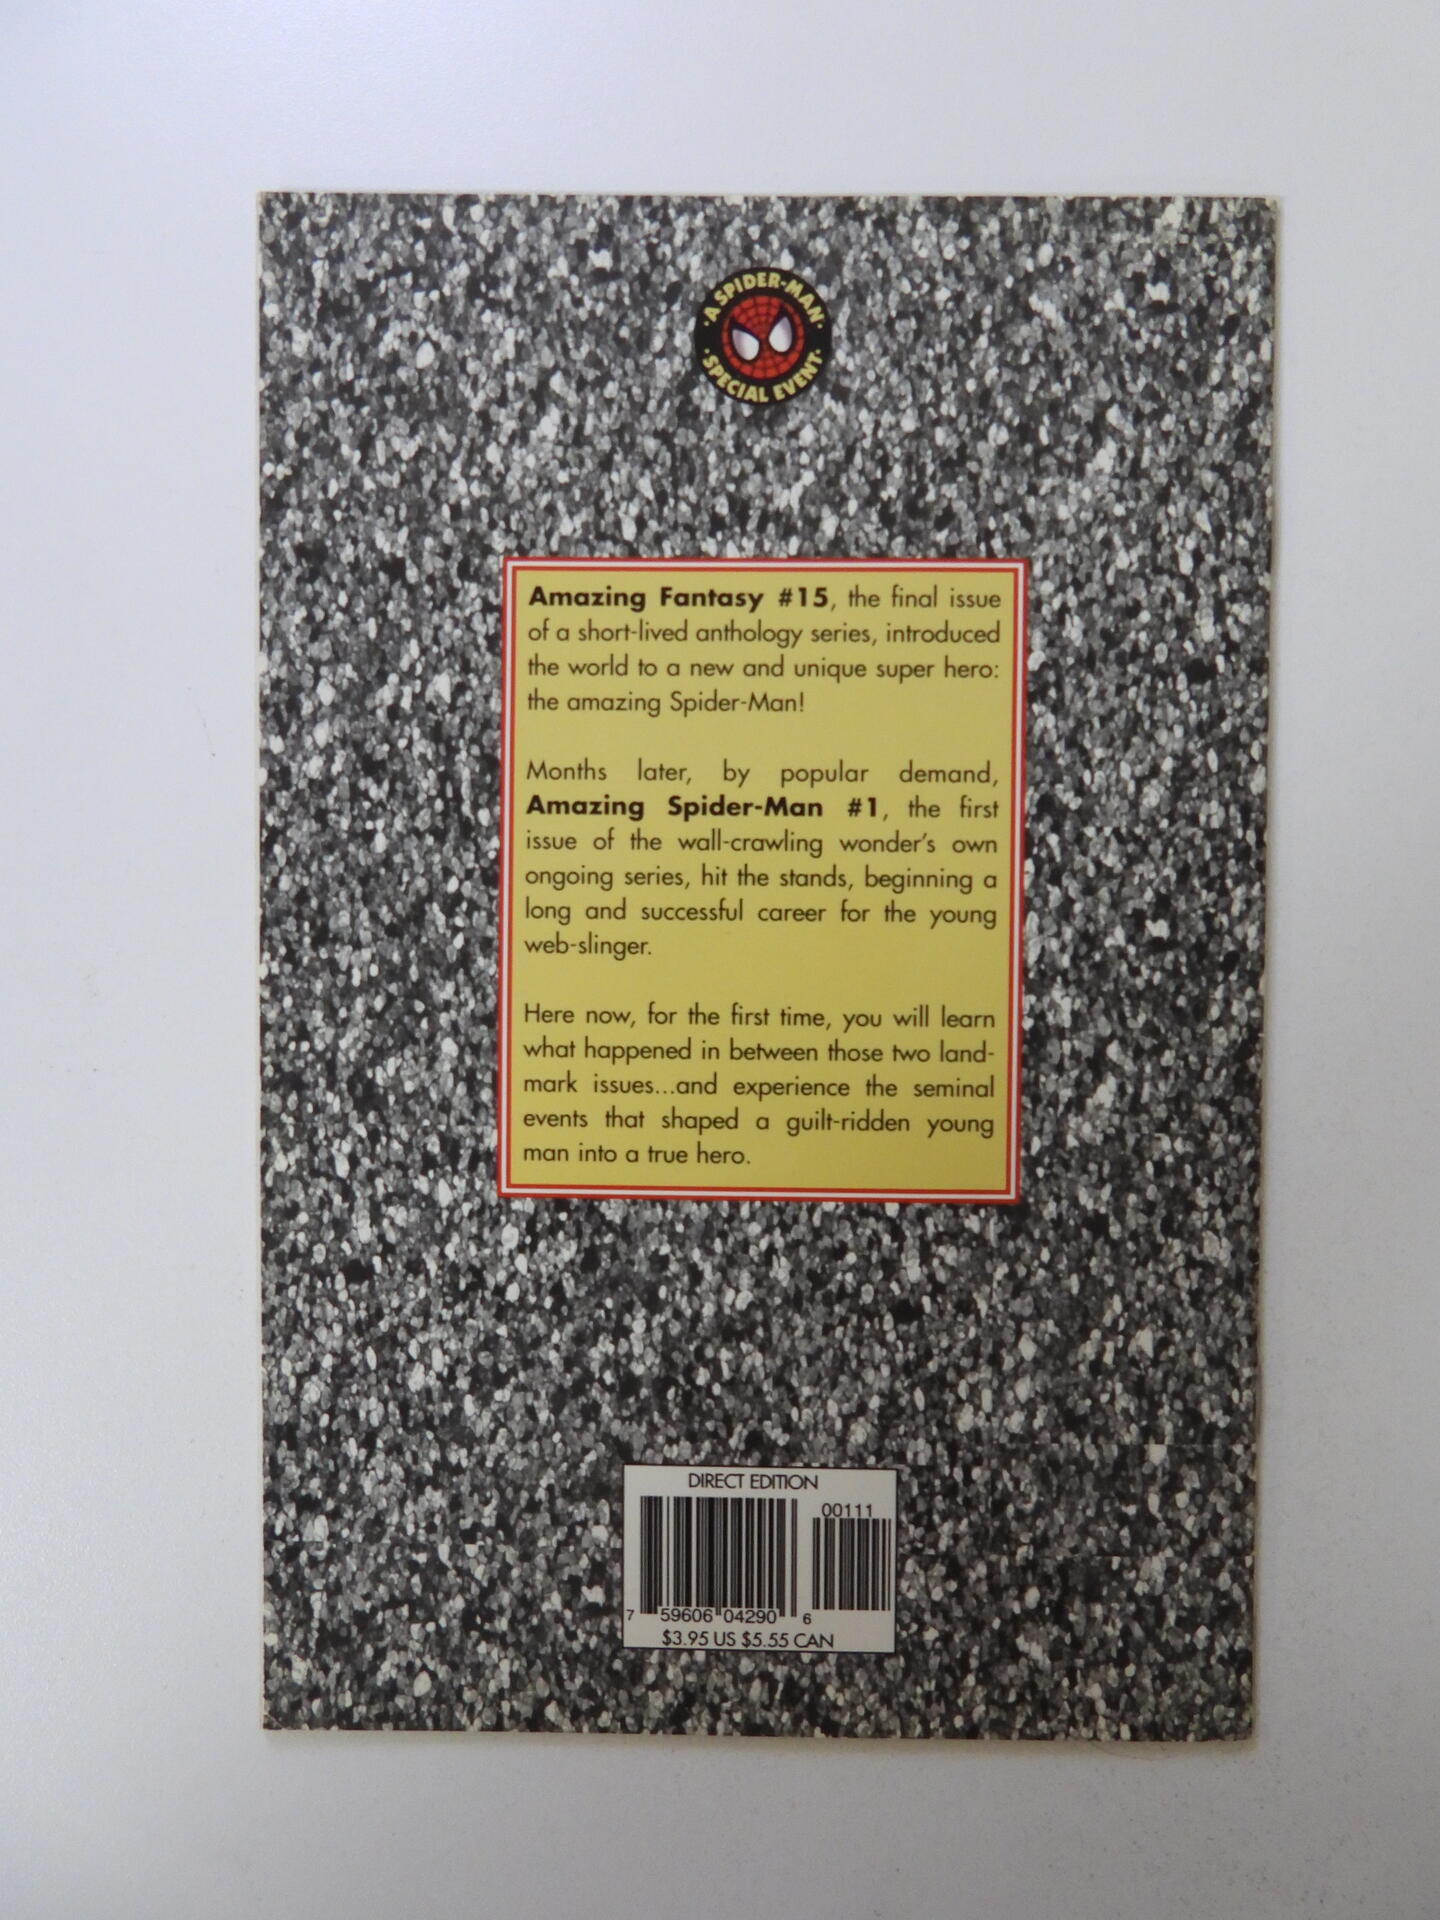 A SPIDER-MAN
SPECIAL EVENT
Amazing Fantasy #15, the final issue
of a short-lived anthology series, introduced
the world to a new and unique super hero:
the amazing Spider-Man!
Months later, by popular demand,
Amazing Spider-Man #1, the first
issue of the wall-crawling wonder's own
ongoing series, hit the stands, beginning a
long and successful career for the young
web-slinger.
Here now, for the first time, you will learn
what happened in between those two land-
mark issues...and experience the seminal
events that shaped a guilt-ridden young
man into a true hero.
DIRECT EDITION
00111
7 59606 04290 6
$3.95 US $5.55 CAN